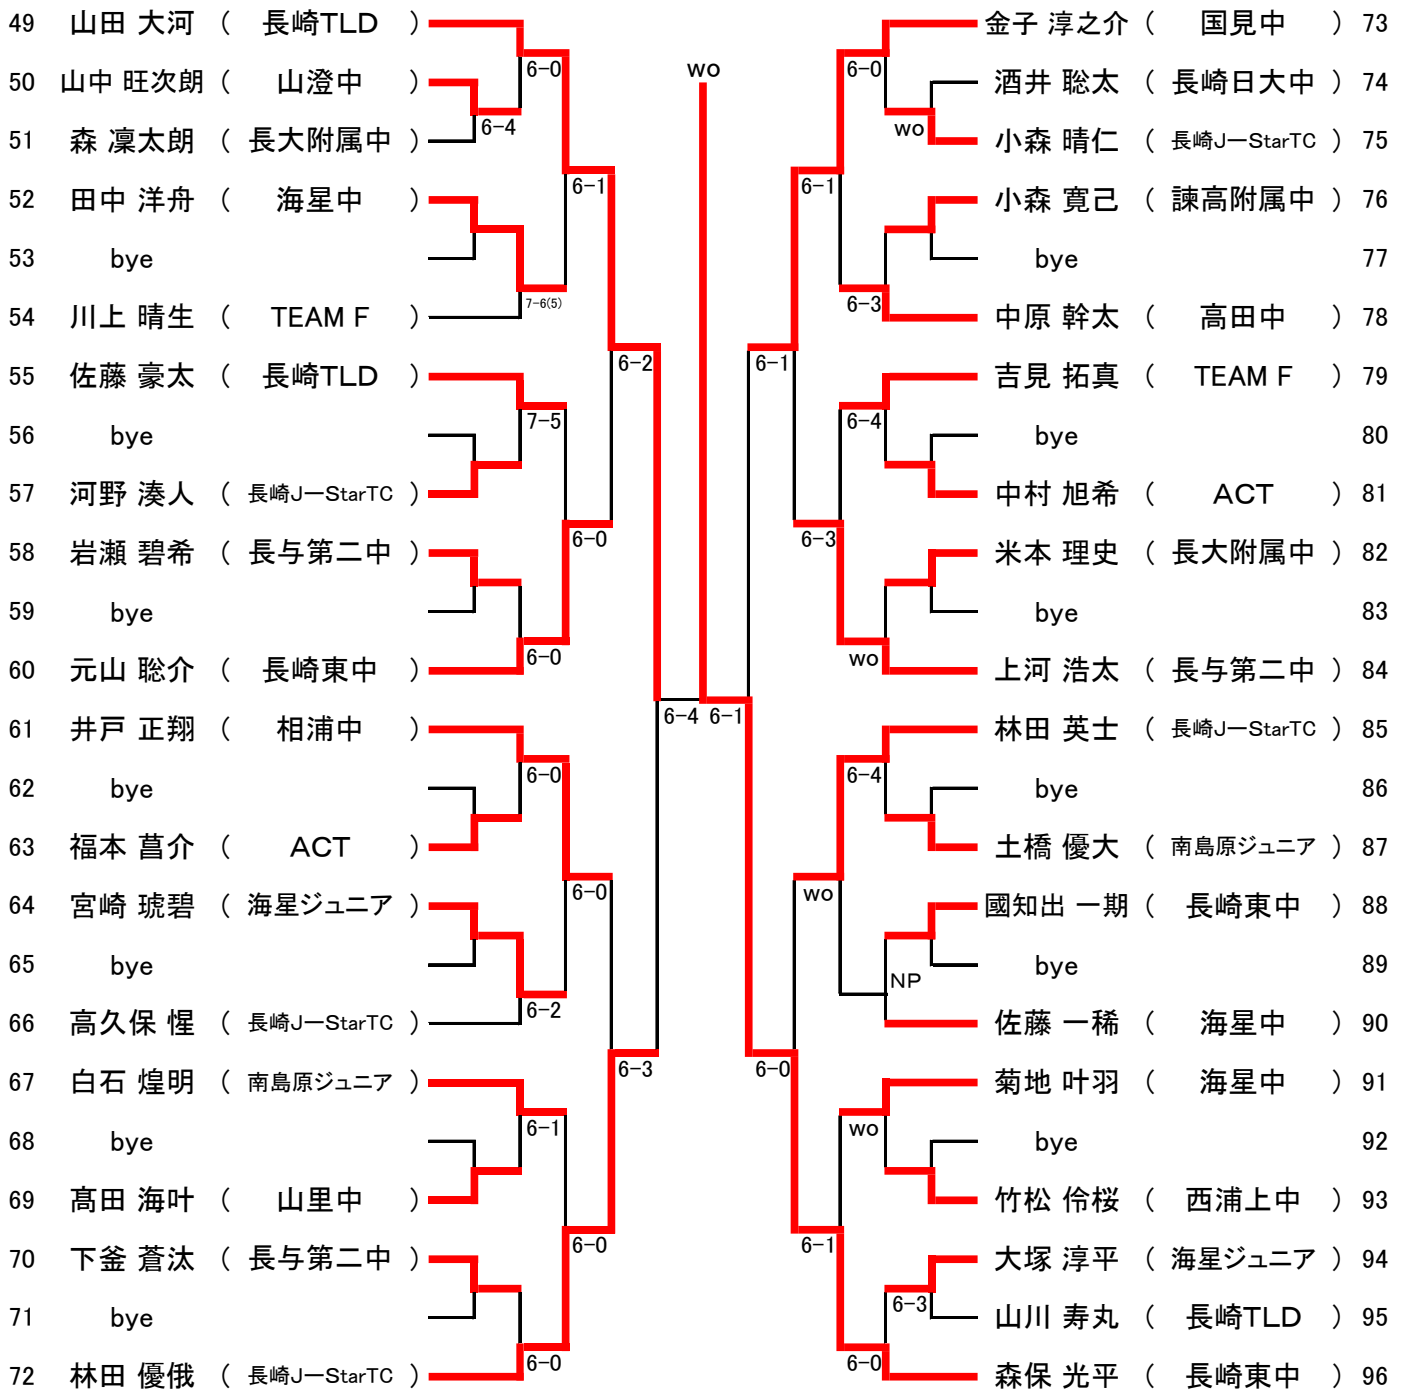 49 山田 大河 ( 長崎TLD )
50 山中 旺次朗 ( 山澄中 )
51 森 凜太朗 ( 長大附属中 )
52 田中 洋舟 ( 海星中 )
53 bye
54 川上 晴生 ( TEAM F )
55 佐藤 豪太 ( 長崎TLD )
56 bye
57 河野 湊人 ( 長崎J－StarTC )
58 岩瀬 碧希 ( 長与第二中 )
59 bye
60 元山 聡介 ( 長崎東中 )
61 井戸 正翔 ( 相浦中 )
62 bye
63 福本 菖介 ( ACT )
64 宮崎 琥碧 ( 海星ジュニア )
65 bye
66 高久保 惺 ( 長崎J－StarTC )
67 白石 煌明 ( 南島原ジュニア )
68 bye
69 髙田 海叶 ( 山里中 )
70 下釜 蒼汰 ( 長与第二中 )
71 bye
72 林田 優俄 ( 長崎J－StarTC )
6-0
6-4
6-1
7-6(5)
6-2
7-5
6-0
6-0
6-4
6-0
6-0
6-2
6-3
6-1
6-0
6-0
wo
6-1
6-0
wo
6-1
6-3
6-1
6-4
6-3
wo
6-4
wo
NP
6-0
wo
6-1
6-3
6-0
金子 淳之介 ( 国見中 ) 73
酒井 聡太 ( 長崎日大中 ) 74
小森 晴仁 ( 長崎J－StarTC ) 75
小森 寛己 ( 諫高附属中 ) 76
bye 77
中原 幹太 ( 高田中 ) 78
吉見 拓真 ( TEAM F ) 79
bye 80
中村 旭希 ( ACT ) 81
米本 理史 ( 長大附属中 ) 82
bye 83
上河 浩太 ( 長与第二中 ) 84
林田 英士 ( 長崎J－StarTC ) 85
bye 86
土橋 優大 ( 南島原ジュニア ) 87
國知出 一期 ( 長崎東中 ) 88
bye 89
佐藤 一稀 ( 海星中 ) 90
菊地 叶羽 ( 海星中 ) 91
bye 92
竹松 伶桜 ( 西浦上中 ) 93
大塚 淳平 ( 海星ジュニア ) 94
山川 寿丸 ( 長崎TLD ) 95
森保 光平 ( 長崎東中 ) 96